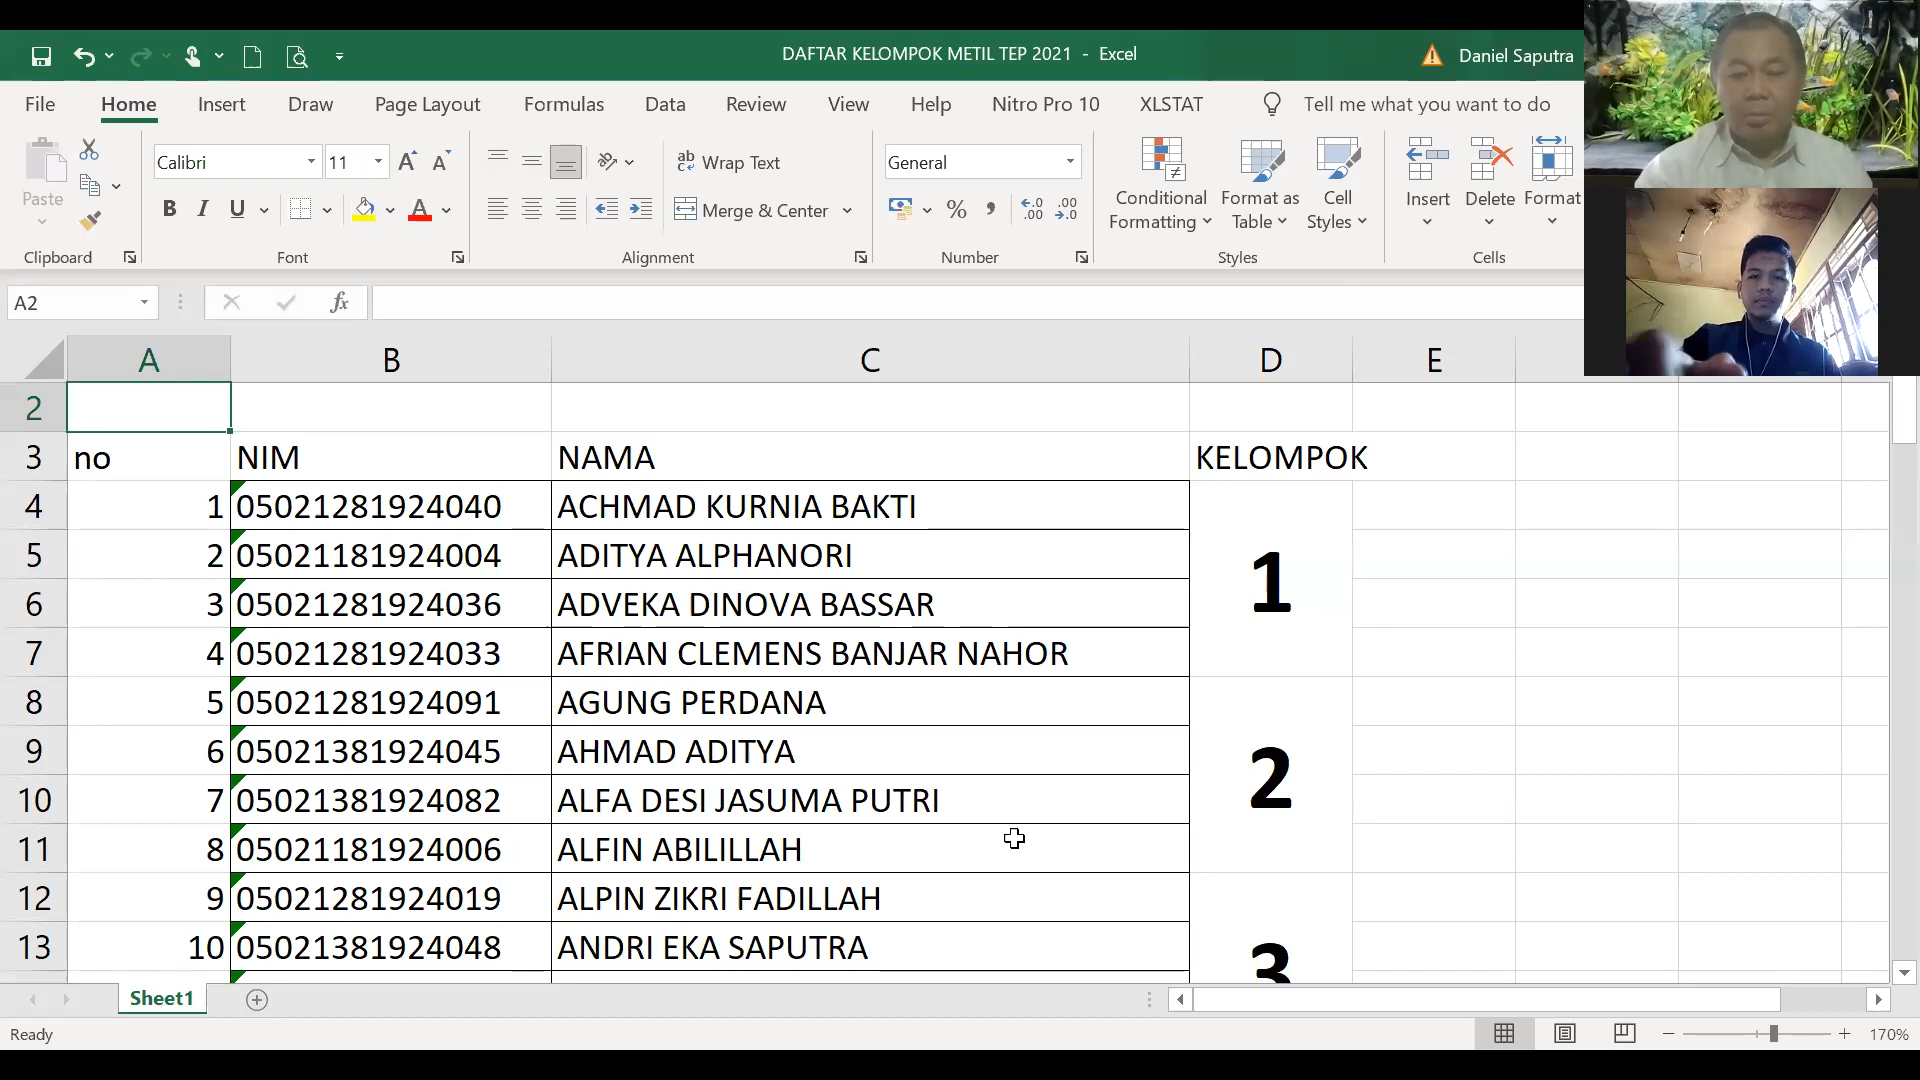 DAFTAR KELOMPOK METIL TEP 2021 - Excel
Daniel Saputra
File Home Insert Draw Page Layout Formulas Data Review View Help Nitro Pro 10 XLSTAT Tell me what you want to do
Paste
Clipboard
Calibri 11
B I U
Font
Wrap Text
Merge & Center
Alignment
General
Number
Conditional Formatting
Format as Table
Cell Styles
Styles
Insert
Delete
Format
Cells
A2
fx
A B C D E
2
3 no NIM NAMA KELOMPOK
4 1 05021281924040 ACHMAD KURNIA BAKTI
5 2 05021181924004 ADITYA ALPHANORI
1
6 3 05021281924036 ADVEKA DINOVA BASSAR
7 4 05021281924033 AFRIAN CLEMENS BANJAR NAHOR
8 5 05021281924091 AGUNG PERDANA
9 6 05021381924045 AHMAD ADITYA
2
10 7 05021381924082 ALFA DESI JASUMA PUTRI
11 8 05021181924006 ALFIN ABILILLAH
12 9 05021281924019 ALPIN ZIKRI FADILLAH
13 10 05021381924048 ANDRI EKA SAPUTRA
3
Sheet1
Ready
170%